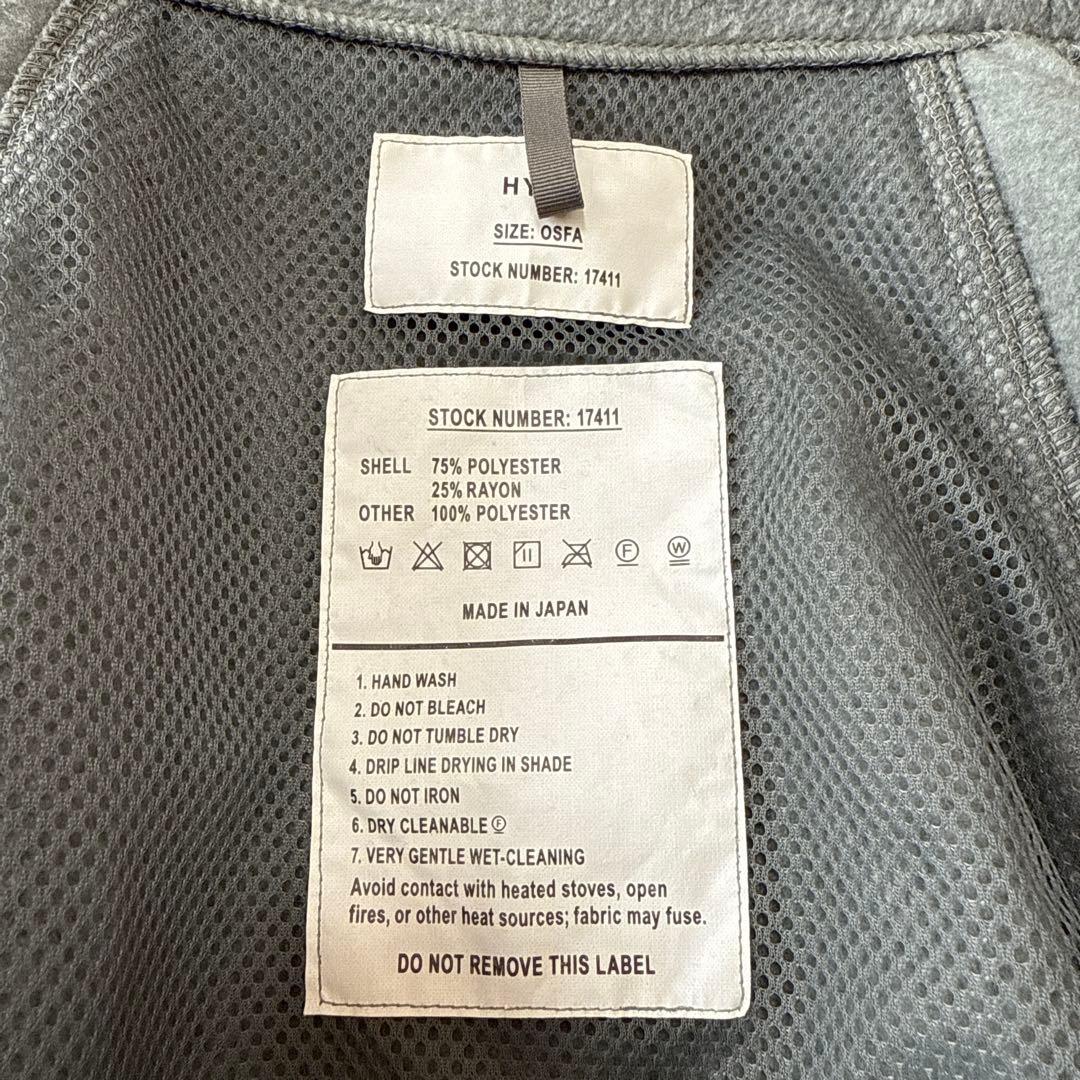 SIZE: OSFA
STOCK NUMBER: 17411
STOCK NUMBER: 17411
SHELL 75% POLYESTER
25% RAYON
OTHER 100% POLYESTER
F W
MADE IN JAPAN
1. HAND WASH
2. DO NOT BLEACH
3. DO NOT TUMBLE DRY
4. DRIP LINE DRYING IN SHADE
5. DO NOT IRON
6. DRY CLEANABLE Ⓕ
7. VERY GENTLE WET-CLEANING
Avoid contact with heated stoves, open
fires, or other heat sources; fabric may fuse.
DO NOT REMOVE THIS LABEL